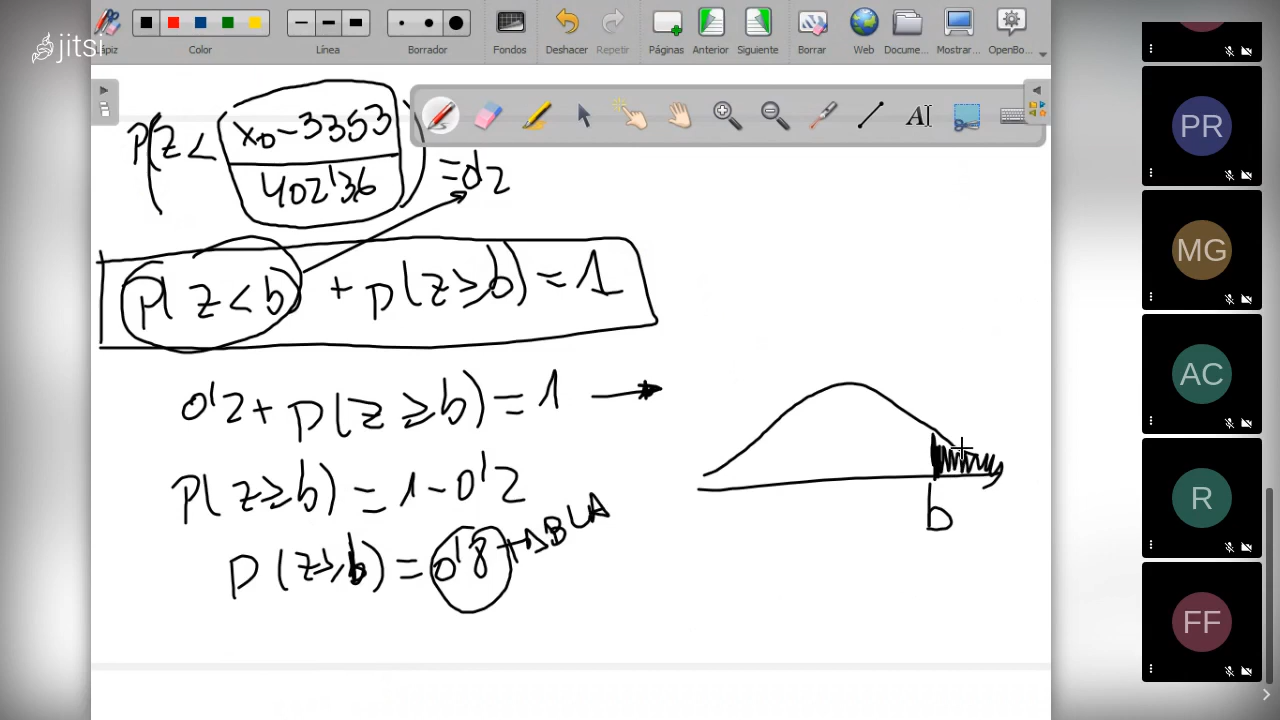 jitsi
Lápiz
Color
Línea
Borrador
Fondos
Deshacer
Repetir
Páginas
Anterior
Siguiente
Borrar
Web
Docume...
Mostrar...
OpenBo...
AI
P(z < (x0-3353)/(402'36)) = 0'2
P(z < b) + p(z ≥ b) = 1
0'2 + p(z ≥ b) = 1 →
P(z ≥ b) = 1 - 0'2
P(z ≥ b) = 0'8 TABLA
b
PR
MG
AC
R
FF